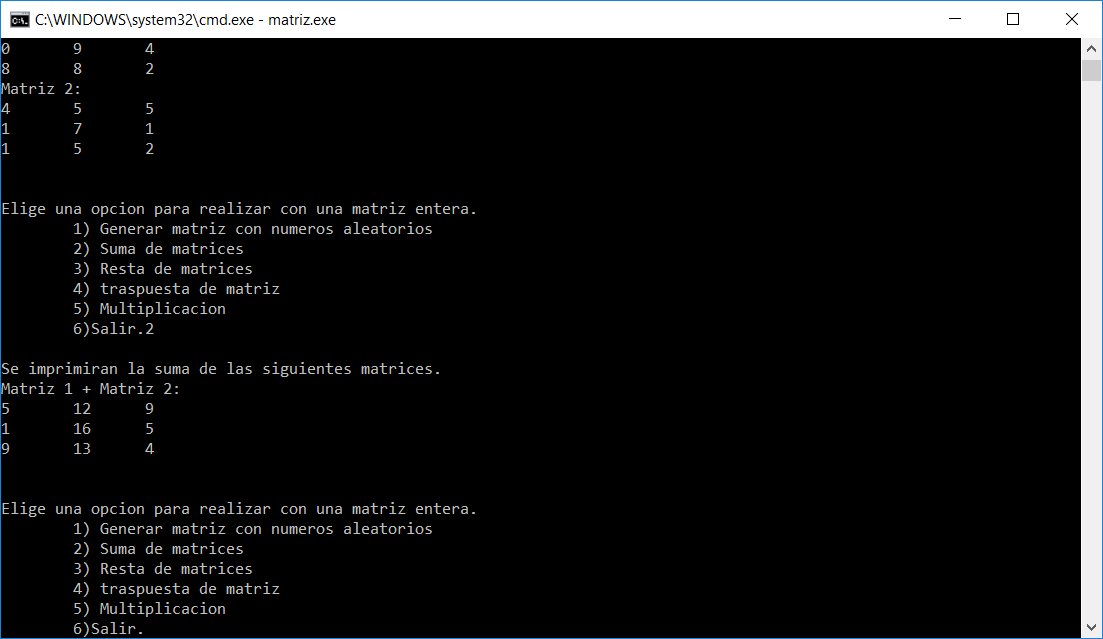 C:\WINDOWS\system32\cmd.exe - matriz.exe
0       9       4
8       8       2
Matriz 2:
4       5       5
1       7       1
1       5       2
Elige una opcion para realizar con una matriz entera.
        1) Generar matriz con numeros aleatorios
        2) Suma de matrices
        3) Resta de matrices
        4) traspuesta de matriz
        5) Multiplicacion
        6)Salir.2
Se imprimiran la suma de las siguientes matrices.
Matriz 1 + Matriz 2:
5       12      9
1       16      5
9       13      4
Elige una opcion para realizar con una matriz entera.
        1) Generar matriz con numeros aleatorios
        2) Suma de matrices
        3) Resta de matrices
        4) traspuesta de matriz
        5) Multiplicacion
        6)Salir.